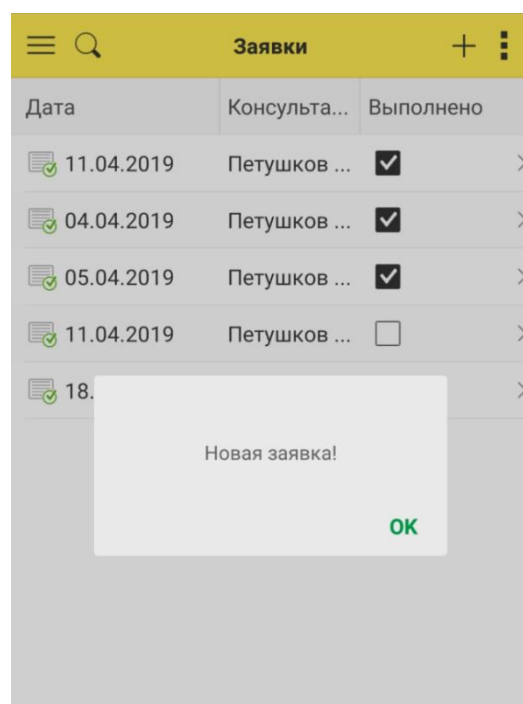 Заявки
Дата Консульта... Выполнено
11.04.2019 Петушков ...
04.04.2019 Петушков ...
05.04.2019 Петушков ...
11.04.2019 Петушков ...
18.
Новая заявка!
OK